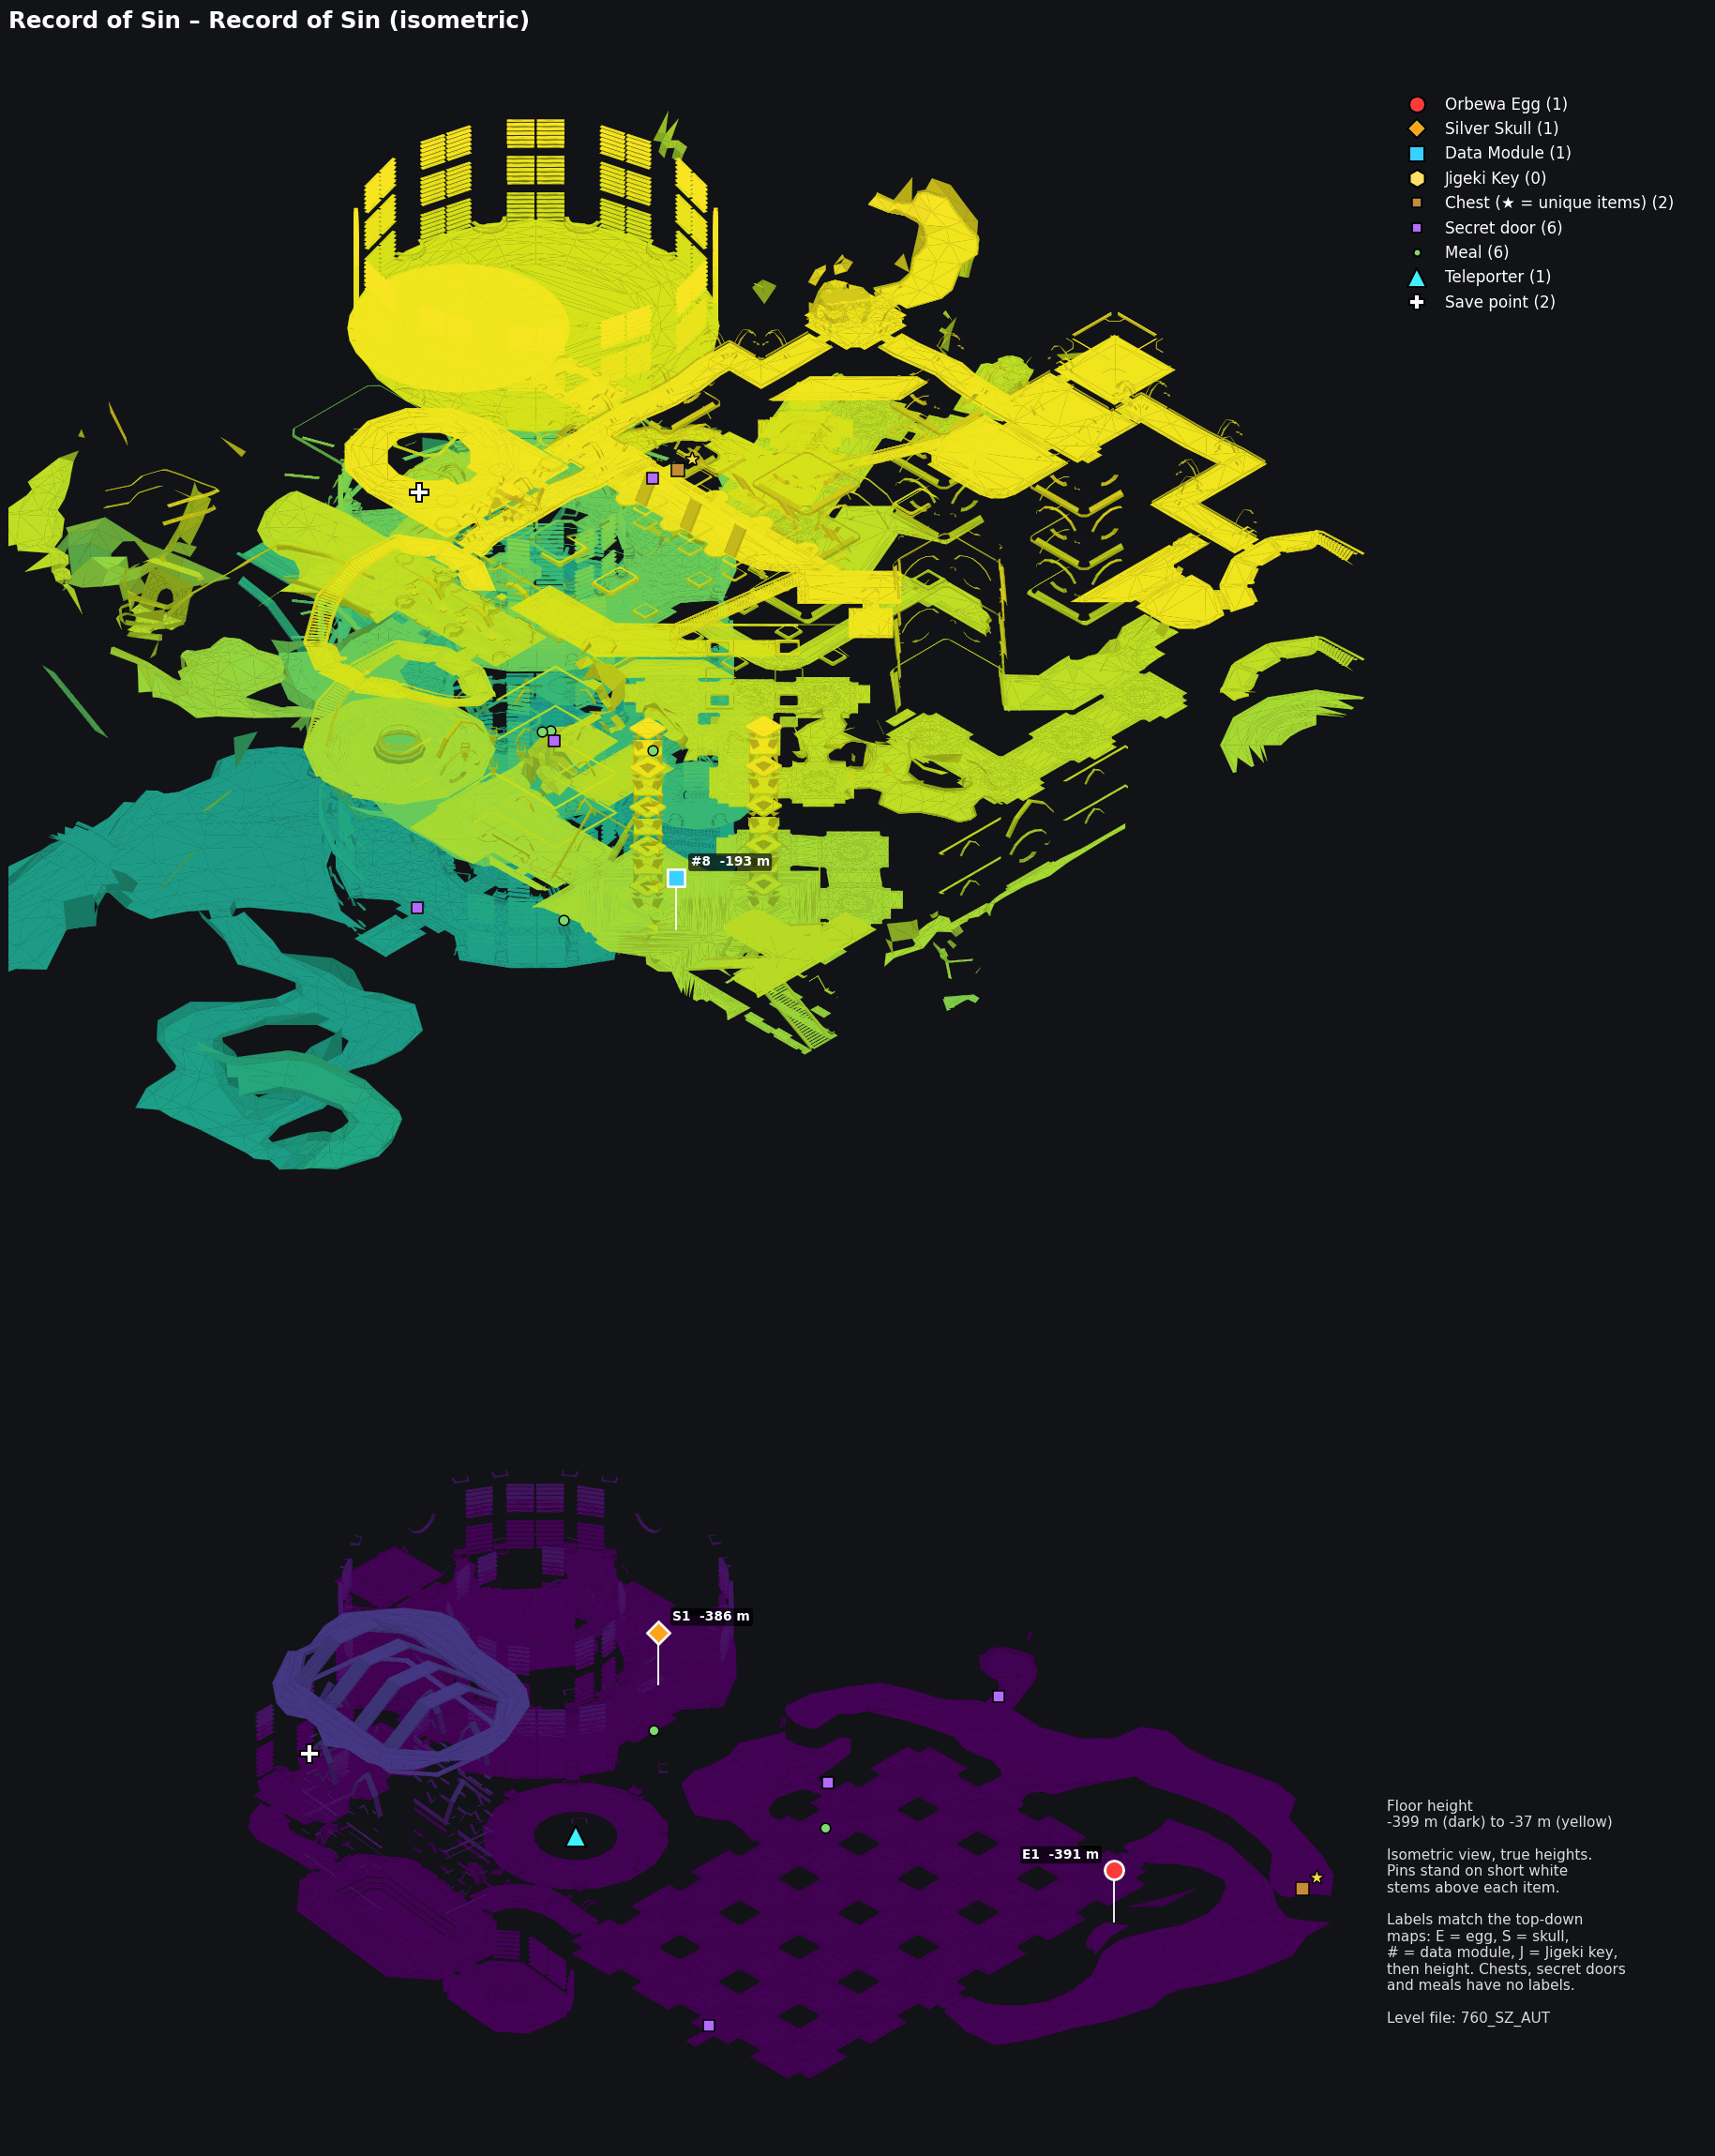 Record of Sin – Record of Sin (isometric)
Orbewa Egg (1)
Silver Skull (1)
Data Module (1)
Jigeki Key (0)
Chest (★ = unique items) (2)
Secret door (6)
Meal (6)
Teleporter (1)
Save point (2)
#8 -193 m
S1 -386 m
E1 -391 m
Floor height
-399 m (dark) to -37 m (yellow)
Isometric view, true heights.
Pins stand on short white
stems above each item.
Labels match the top-down
maps: E = egg, S = skull,
# = data module, J = Jigeki key,
then height. Chests, secret doors
and meals have no labels.
Level file: 760_SZ_AUT